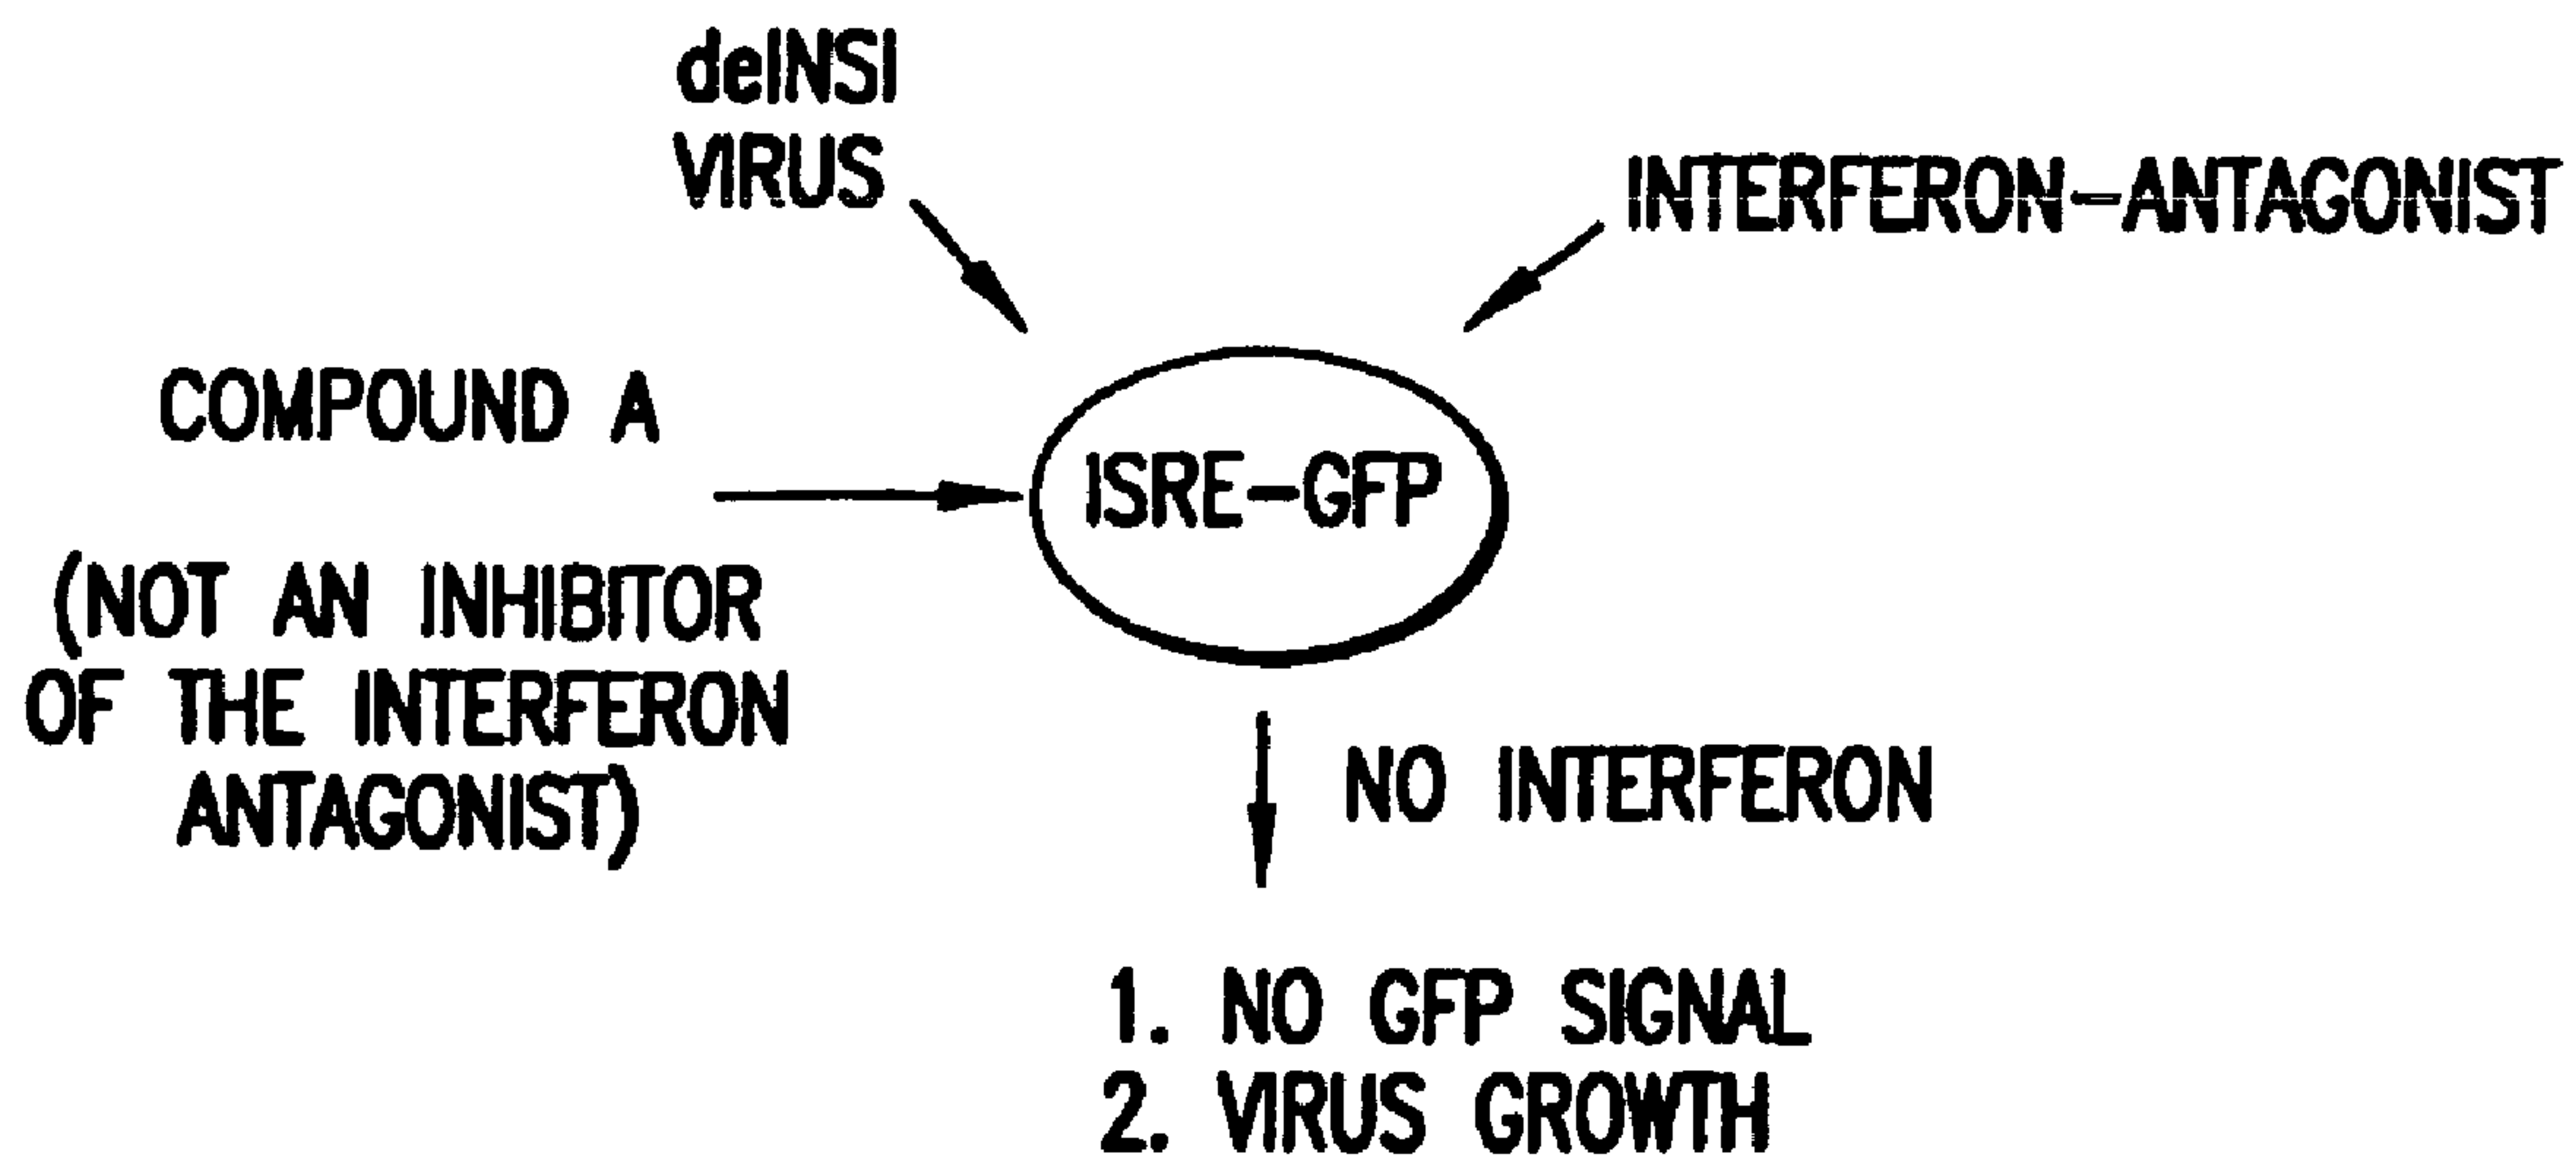 delNSI
VIRUS
INTERFERON-ANTAGONIST
COMPOUND A
ISRE-GFP
(NOT AN INHIBITOR
OF THE INTERFERON
ANTAGONIST)
NO INTERFERON
1. NO GFP SIGNAL
2. VIRUS GROWTH